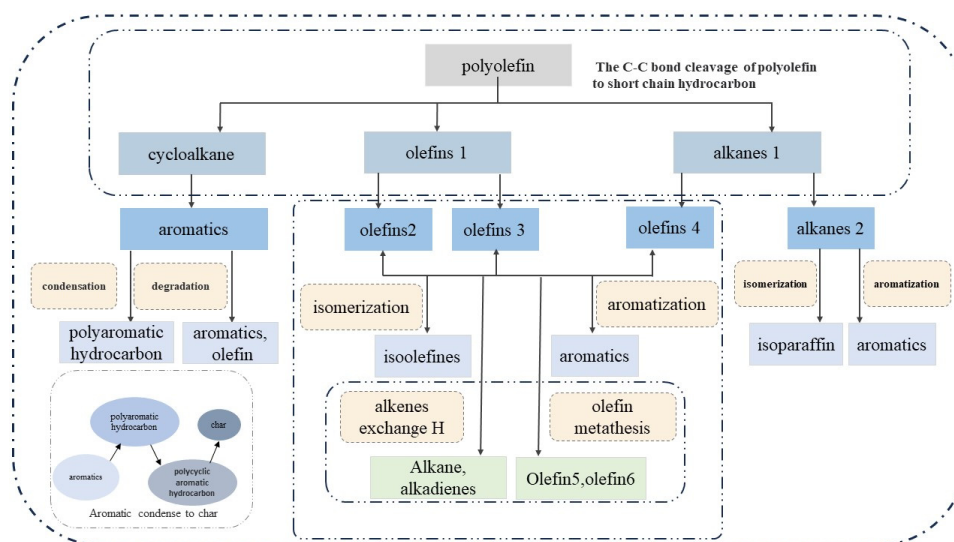 polyolefin
The C-C bond cleavage of polyolefin
to short chain hydrocarbon
cycloalkane
olefins 1
alkanes 1
aromatics
olefins2
olefins 3
olefins 4
alkanes 2
condensation
degradation
isomerization
aromatization
isomerization
aromatization
polyaromatic
hydrocarbon
aromatics,
olefin
isoolefines
aromatics
isoparaffin
aromatics
alkenes
exchange H
olefin
metathesis
Alkane,
alkadienes
Olefin5,olefin6
polyaromatic
hydrocarbon
char
aromatics
polycyclic
aromatic
hydrocarbon
Aromatic condense to char